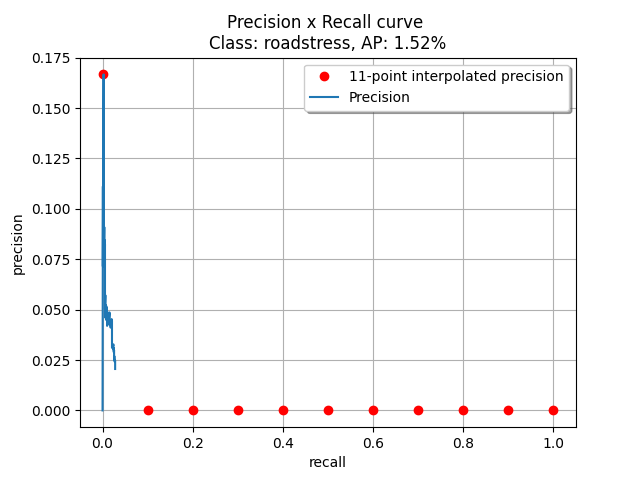 Precision x Recall curve
Class: roadstress, AP: 1.52%
11-point interpolated precision
Precision
0.175
0.150
0.125
0.100
0.075
0.050
0.025
0.000
precision
0.0 0.2 0.4 0.6 0.8 1.0
recall